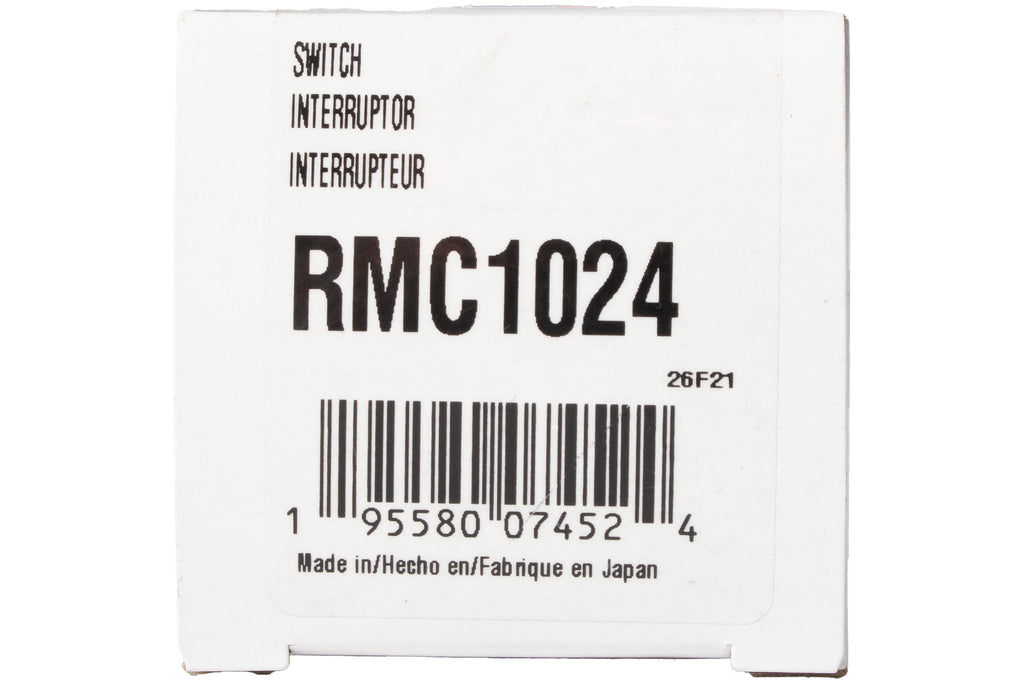 SWITCH
INTERRUPTOR
INTERRUPTEUR
RMC1024
26F21
1 95580 07452 4
Made in/Hecho en/Fabrique en Japan